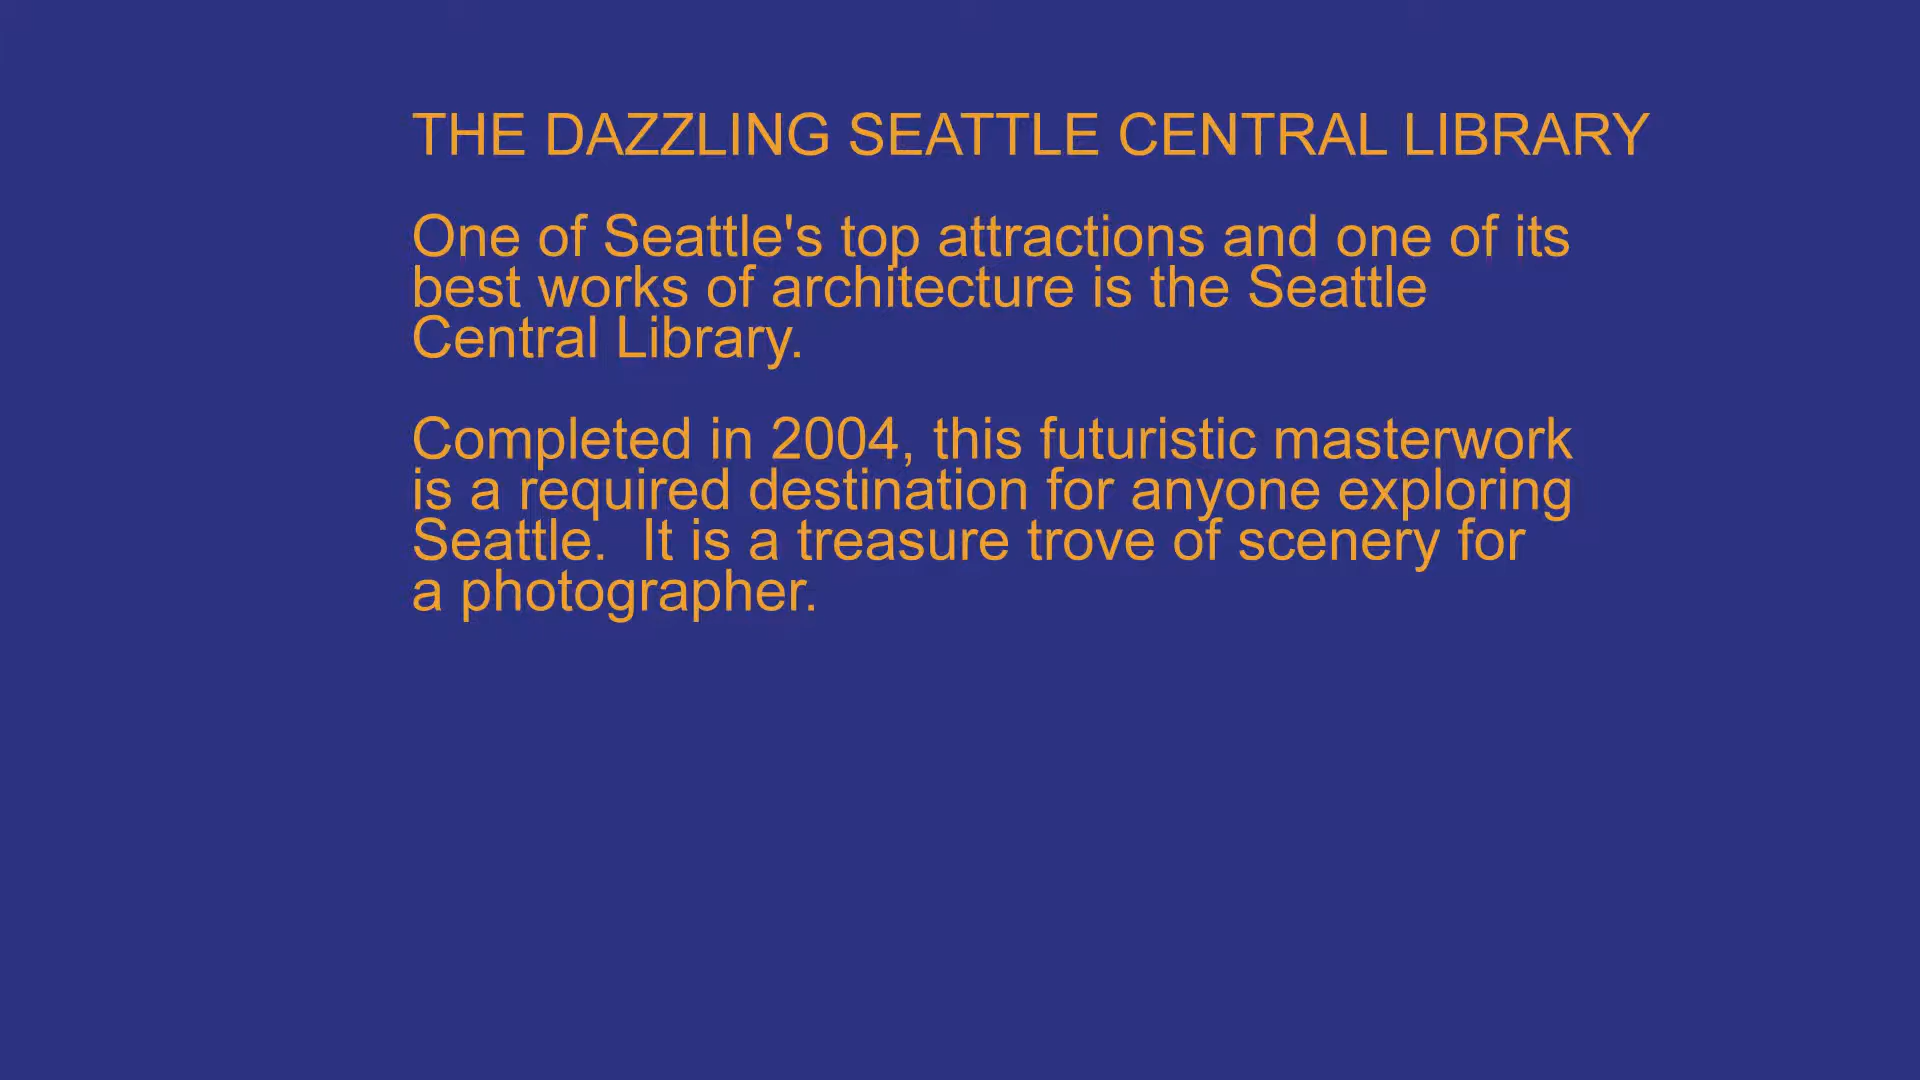 THE DAZZLING SEATTLE CENTRAL LIBRARY
One of Seattle's top attractions and one of its
best works of architecture is the Seattle
Central Library.
Completed in 2004, this futuristic masterwork
is a required destination for anyone exploring
Seattle.  It is a treasure trove of scenery for
a photographer.